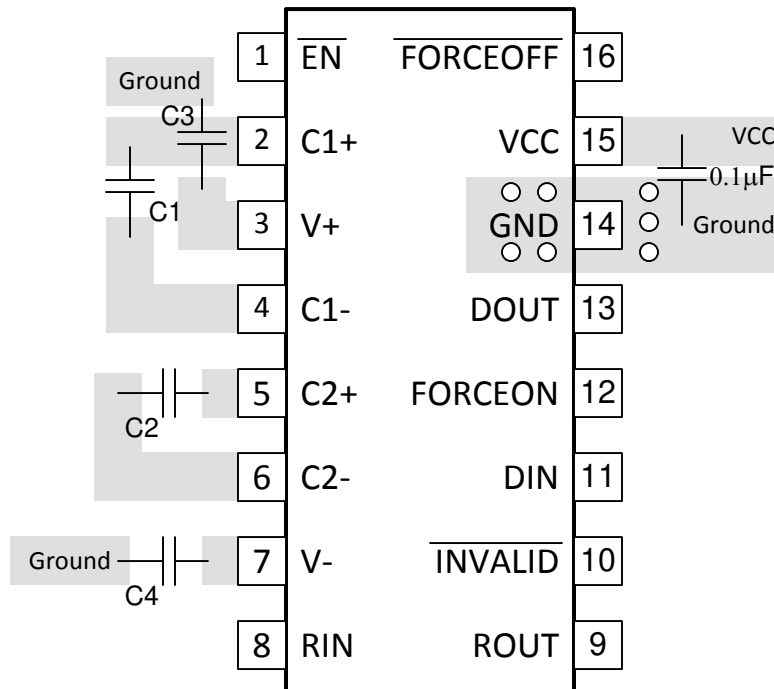 1 EN FORCEOFF 16
Ground
C3
2 C1+ VCC 15 VCC
0.1μF
C1
3 V+ GND 14 Ground
4 C1- DOUT 13
5 C2+ FORCEON 12
C2
6 C2- DIN 11
Ground 7 V- INVALID 10
C4
8 RIN ROUT 9